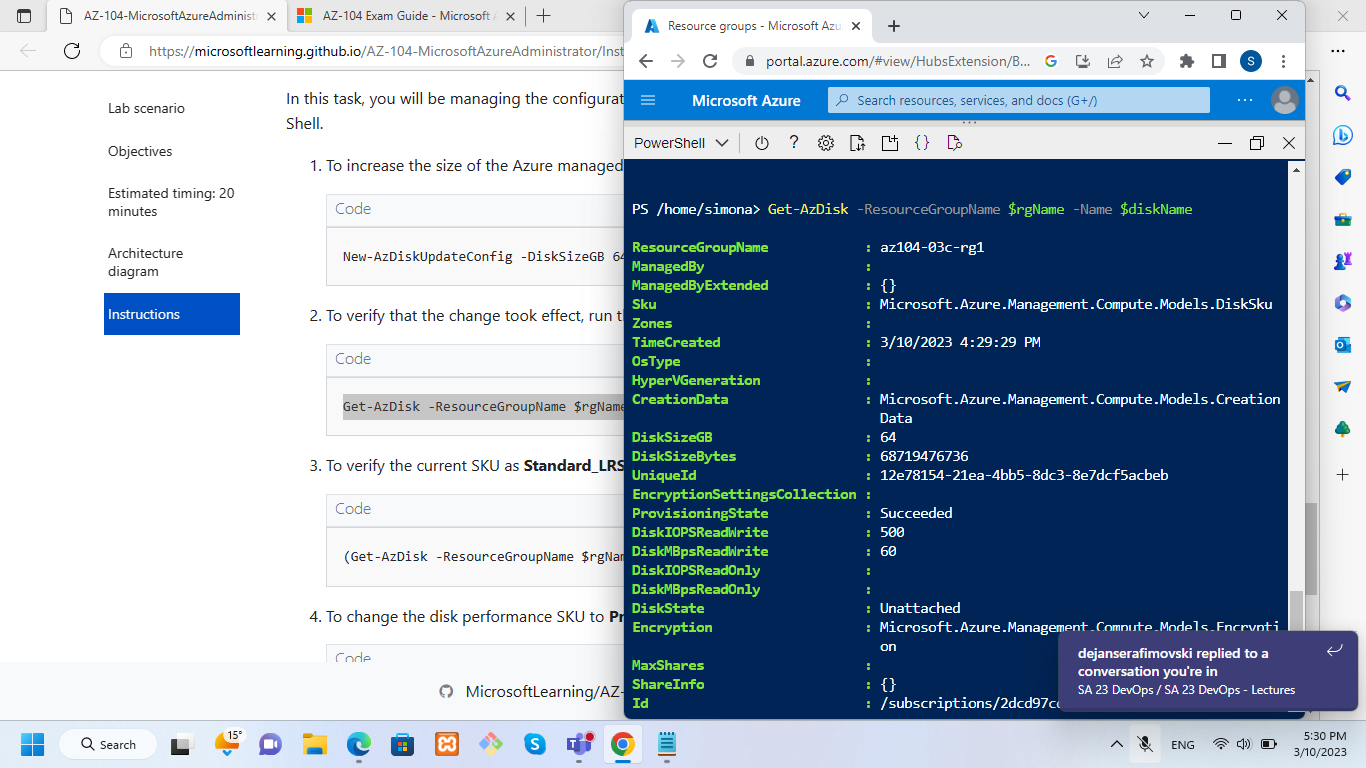 AZ-104-MicrosoftAzureAdministra
AZ-104 Exam Guide - Microsoft A
https://microsoftlearning.github.io/AZ-104-MicrosoftAzureAdministrator/Inst
Lab scenario
Objectives
Estimated timing: 20
minutes
Architecture
diagram
Instructions
In this task, you will be managing the configurat
Shell.
1. To increase the size of the Azure managed
Code
New-AzDiskUpdateConfig -DiskSizeGB 64
2. To verify that the change took effect, run t
Code
Get-AzDisk -ResourceGroupName $rgName
3. To verify the current SKU as Standard_LRS
Code
(Get-AzDisk -ResourceGroupName $rgNam
4. To change the disk performance SKU to Pr
Code
MicrosoftLearning/AZ-
Resource groups - Microsoft Azu
portal.azure.com/#view/HubsExtension/B...
G
S
Microsoft Azure
Search resources, services, and docs (G+/)
PowerShell
?
{}
PS /home/simona> Get-AzDisk -ResourceGroupName $rgName -Name $diskName
ResourceGroupName : az104-03c-rg1
ManagedBy :
ManagedByExtended : {}
Sku : Microsoft.Azure.Management.Compute.Models.DiskSku
Zones :
TimeCreated : 3/10/2023 4:29:29 PM
OsType :
HyperVGeneration :
CreationData : Microsoft.Azure.Management.Compute.Models.Creation
Data
DiskSizeGB : 64
DiskSizeBytes : 68719476736
UniqueId : 12e78154-21ea-4bb5-8dc3-8e7dcf5acbeb
EncryptionSettingsCollection :
ProvisioningState : Succeeded
DiskIOPSReadWrite : 500
DiskMBpsReadWrite : 60
DiskIOPSReadOnly :
DiskMBpsReadOnly :
DiskState : Unattached
Encryption : Microsoft.Azure.Management.Compute.Models.Encrypti
on
MaxShares :
ShareInfo : {}
Id : /subscriptions/2dcd97c
dejanserafimovski replied to a
conversation you're in
SA 23 DevOps / SA 23 DevOps - Lectures
Search
15°
ENG
5:30 PM
3/10/2023